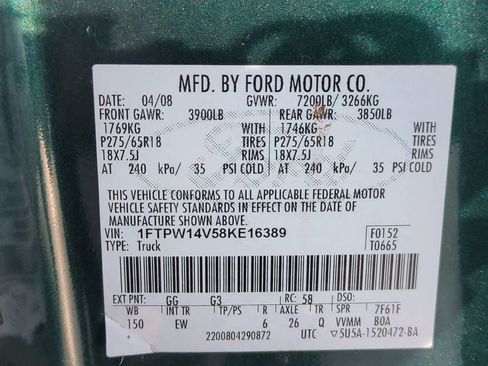 MFD. BY FORD MOTOR CO.
DATE: 04/08 GVWR: 7200LB/ 3266KG
FRONT GAWR: 3900LB REAR GAWR: 3850LB
1769KG WITH 1746KG WITH
P275/65R18 TIRES P275/65R18 TIRES
18X7.5J RIMS 18X7.5J RIMS
AT 240 kPa/ 35 PSI COLD AT 240 kPa/ 35 PSI COLD
THIS VEHICLE CONFORMS TO ALL APPLICABLE FEDERAL MOTOR
VEHICLE SAFETY STANDARDS IN EFFECT ON THE DATE OF
MANUFACTURE SHOWN ABOVE.
VIN: 1FTPW14V58KE16389 F0152
TYPE: Truck T0665
EXT PNT: GG G3 RC: 58 DSO:
WB INT TR TP/PS R AXLE TR SPR 7F61F
150 EW 6 26 Q VVMM B0A
2200804290872 UTC ▽5U5A-1520472-BA